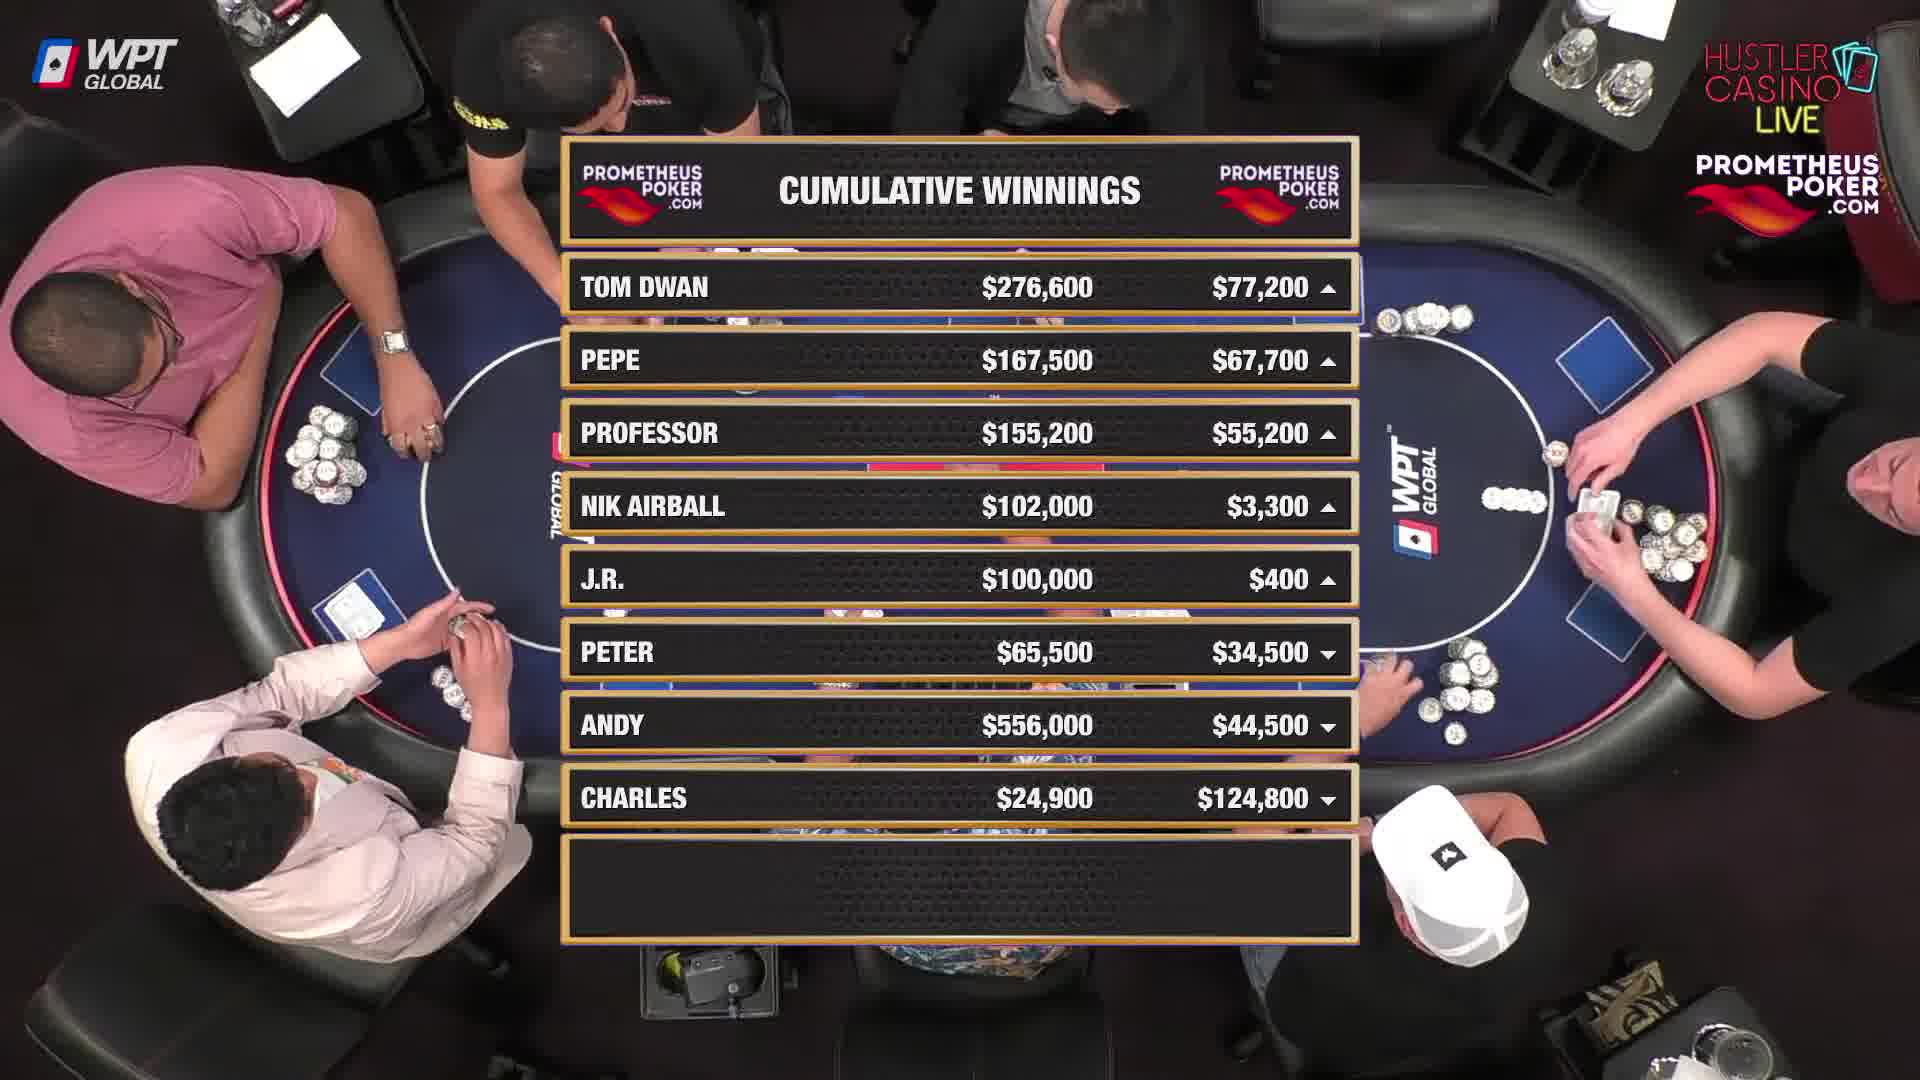 WPT
GLOBAL
HUSTLER
CASINO
LIVE
PROMETHEUS
POKER
.COM
PROMETHEUS
POKER
.COM
CUMULATIVE WINNINGS
PROMETHEUS
POKER
.COM
TOM DWAN $276,600 $77,200
PEPE $167,500 $67,700
PROFESSOR $155,200 $55,200
NIK AIRBALL $102,000 $3,300
J.R. $100,000 $400
PETER $65,500 $34,500
ANDY $556,000 $44,500
CHARLES $24,900 $124,800
WPT
GLOBAL